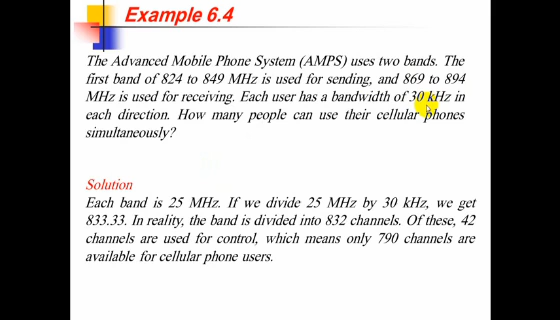 Example 6.4
The Advanced Mobile Phone System (AMPS) uses two bands. The
first band of 824 to 849 MHz is used for sending, and 869 to 894
MHz is used for receiving. Each user has a bandwidth of 30 kHz in
each direction. How many people can use their cellular phones
simultaneously?
Solution
Each band is 25 MHz. If we divide 25 MHz by 30 kHz, we get
833.33. In reality, the band is divided into 832 channels. Of these, 42
channels are used for control, which means only 790 channels are
available for cellular phone users.